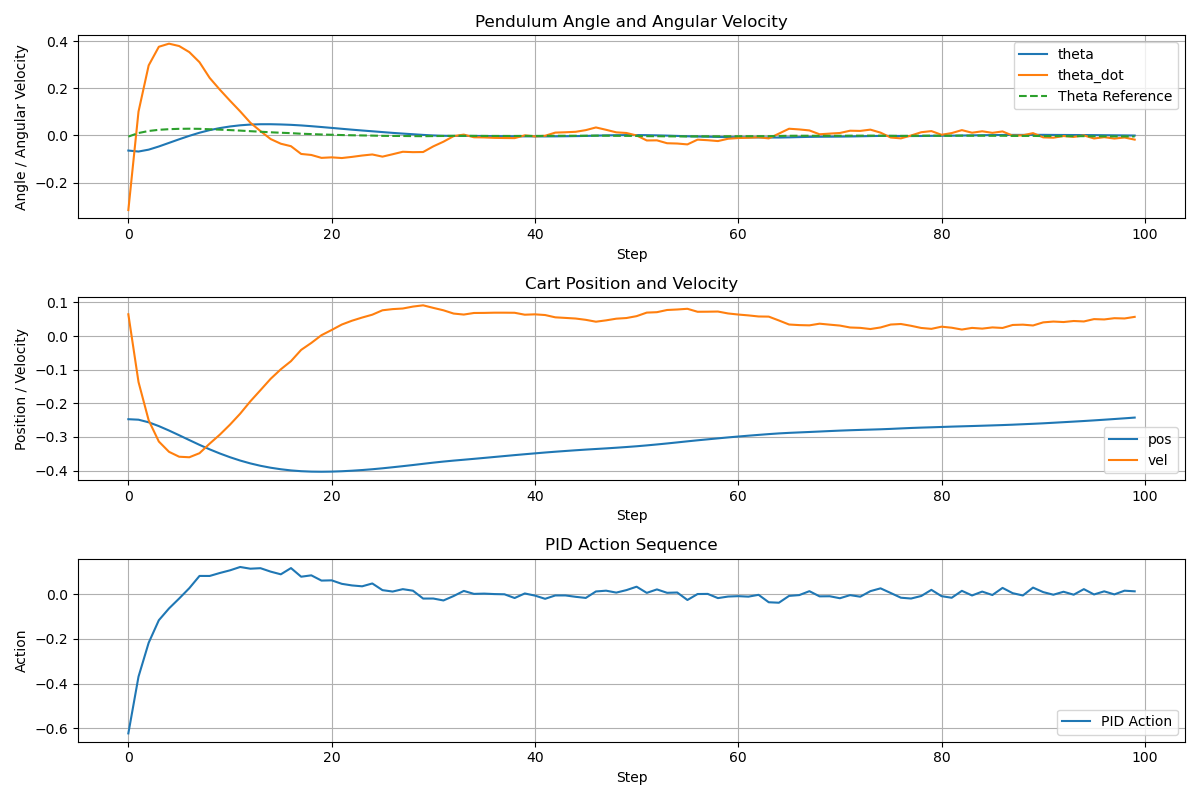 Pendulum Angle and Angular Velocity
Angle / Angular Velocity
0.4
0.2
0.0
−0.2
theta
theta_dot
Theta Reference
0 20 40 60 80 100
Step
Cart Position and Velocity
Position / Velocity
0.1
0.0
−0.1
−0.2
−0.3
−0.4
pos
vel
0 20 40 60 80 100
Step
PID Action Sequence
Action
0.0
−0.2
−0.4
−0.6
PID Action
0 20 40 60 80 100
Step